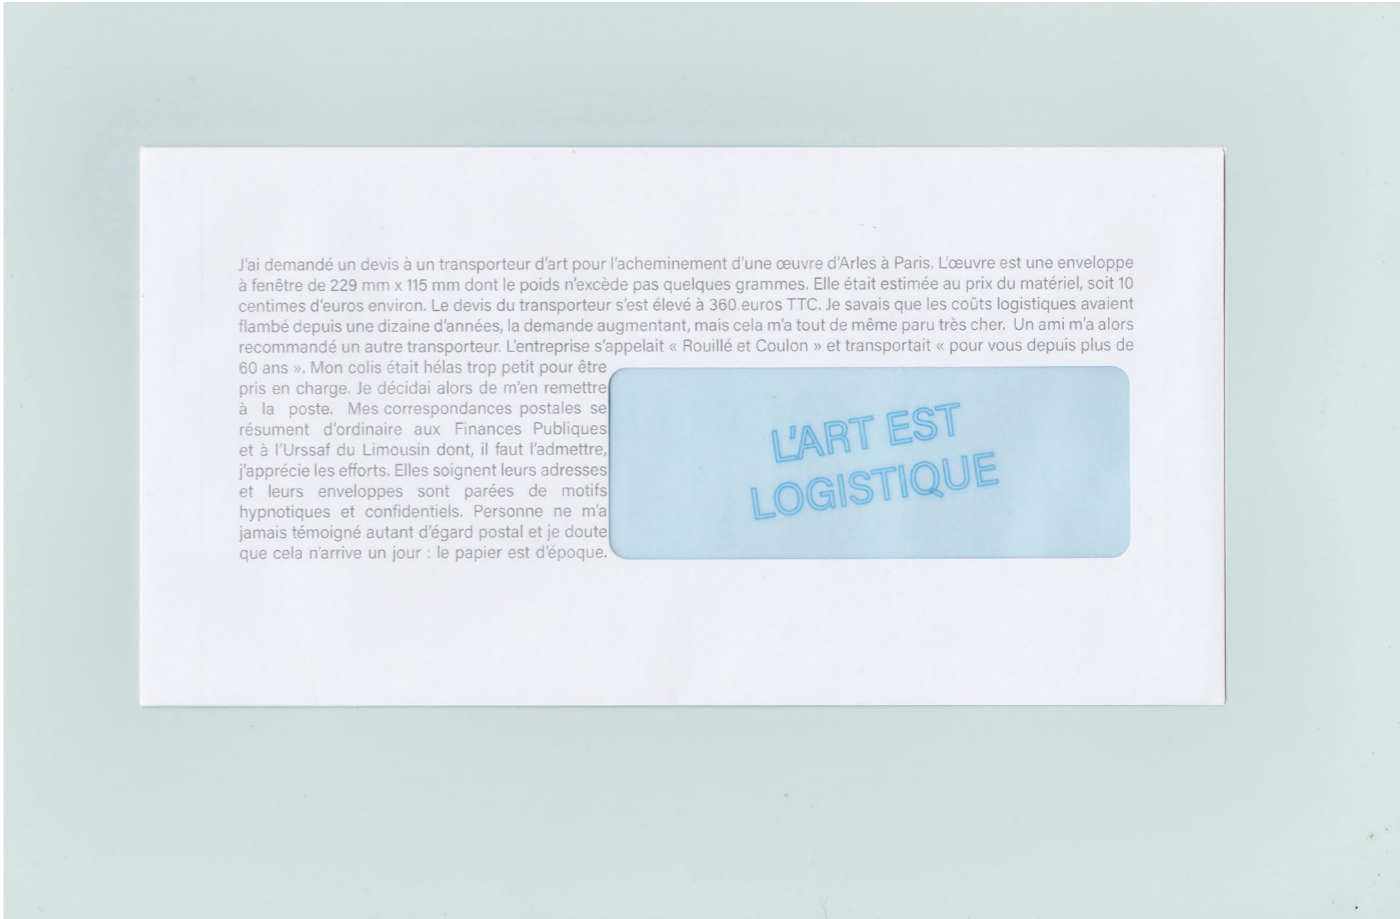 J'ai demandé un devis à un transporteur d'art pour l'acheminement d'une œuvre d'Arles à Paris. L'œuvre est une enveloppe
à fenêtre de 229 mm x 115 mm dont le poids n'excède pas quelques grammes. Elle était estimée au prix du matériel, soit 10
centimes d'euros environ. Le devis du transporteur s'est élevé à 360 euros TTC. Je savais que les coûts logistiques avaient
flambé depuis une dizaine d'années, la demande augmentant, mais cela m'a tout de même paru très cher. Un ami m'a alors
recommandé un autre transporteur. L'entreprise s'appelait « Rouillé et Coulon » et transportait « pour vous depuis plus de
60 ans ». Mon colis était hélas trop petit pour être
pris en charge. Je décidai alors de m'en remettre
à la poste. Mes correspondances postales se
résument d'ordinaire aux Finances Publiques
et à l'Urssaf du Limousin dont, il faut l'admettre,
j'apprécie les efforts. Elles soignent leurs adresses
et leurs enveloppes sont parées de motifs
hypnotiques et confidentiels. Personne ne m'a
jamais témoigné autant d'égard postal et je doute
que cela n'arrive un jour : le papier est d'époque.
L'ART EST
LOGISTIQUE